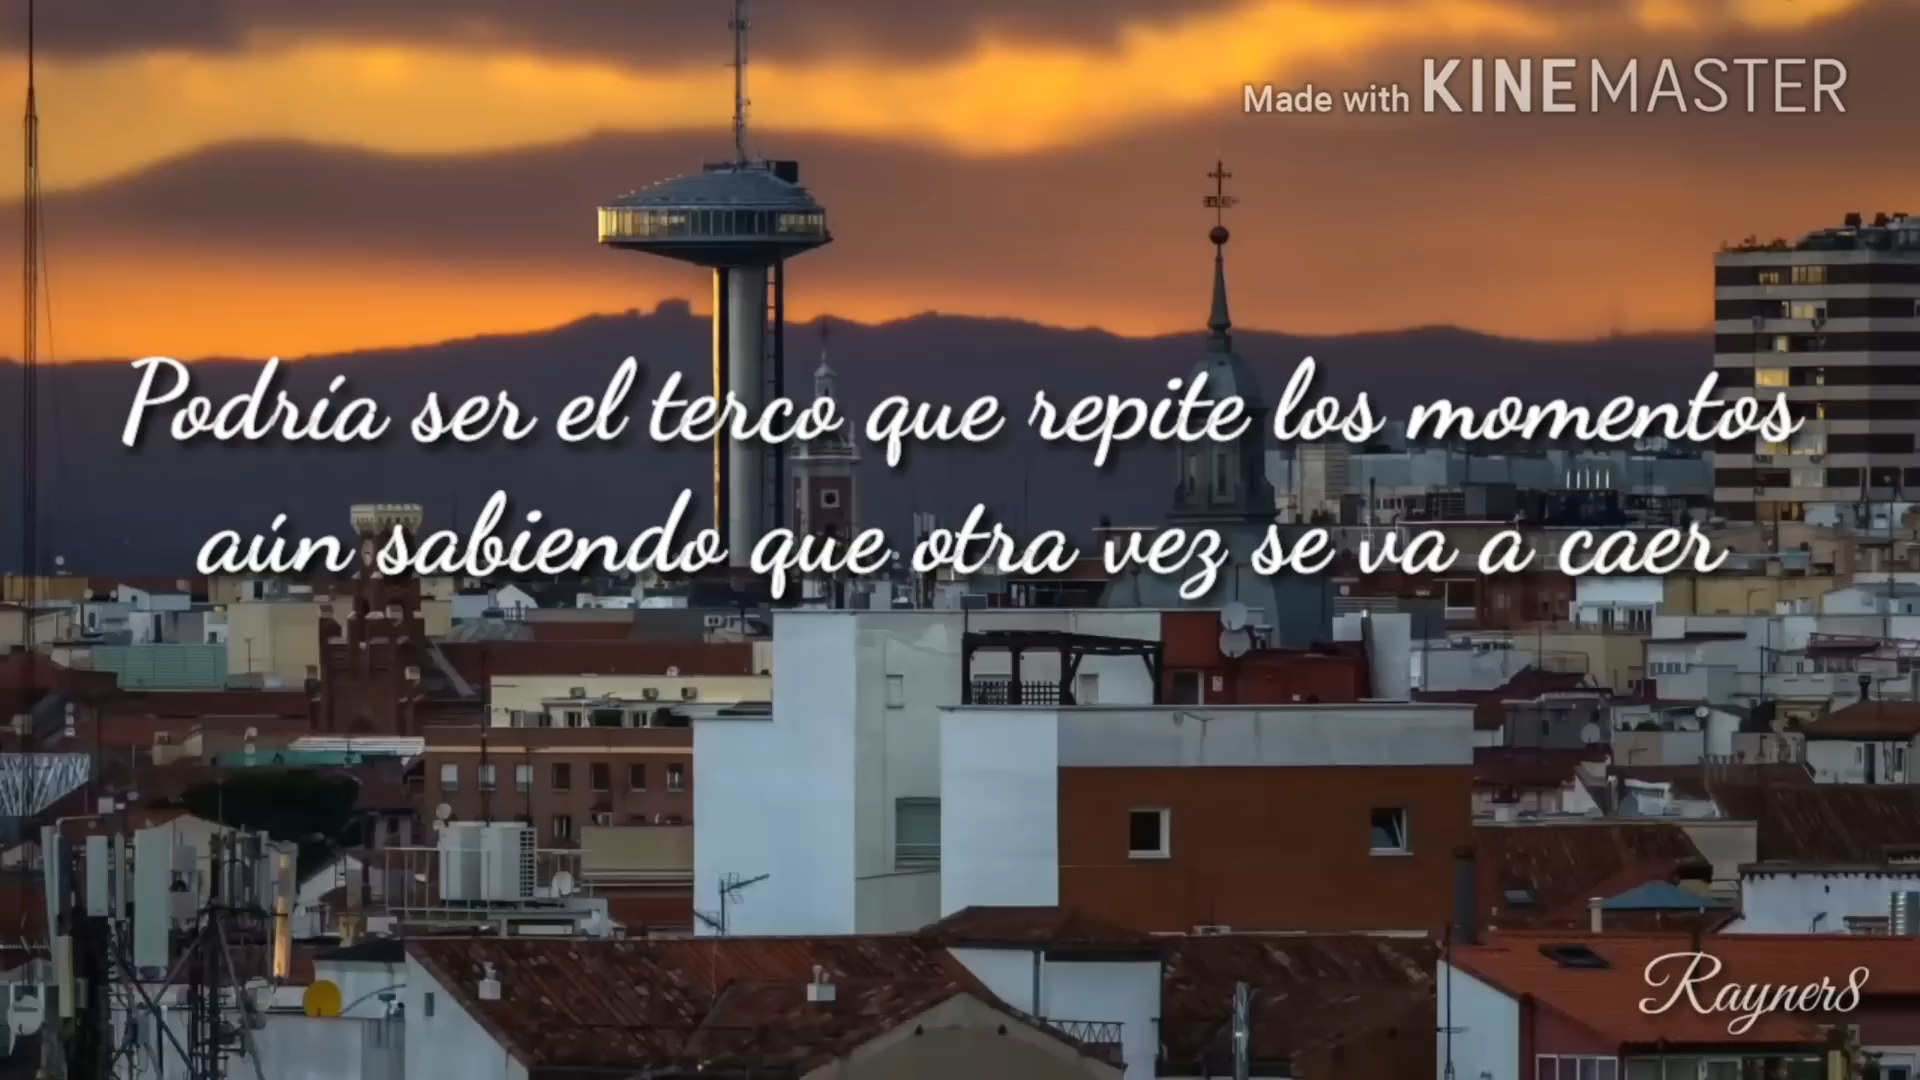 Made with KINEMASTER
Podría ser el terco que repite los momentos
aún sabiendo que otra vez se va a caer
Rayner8